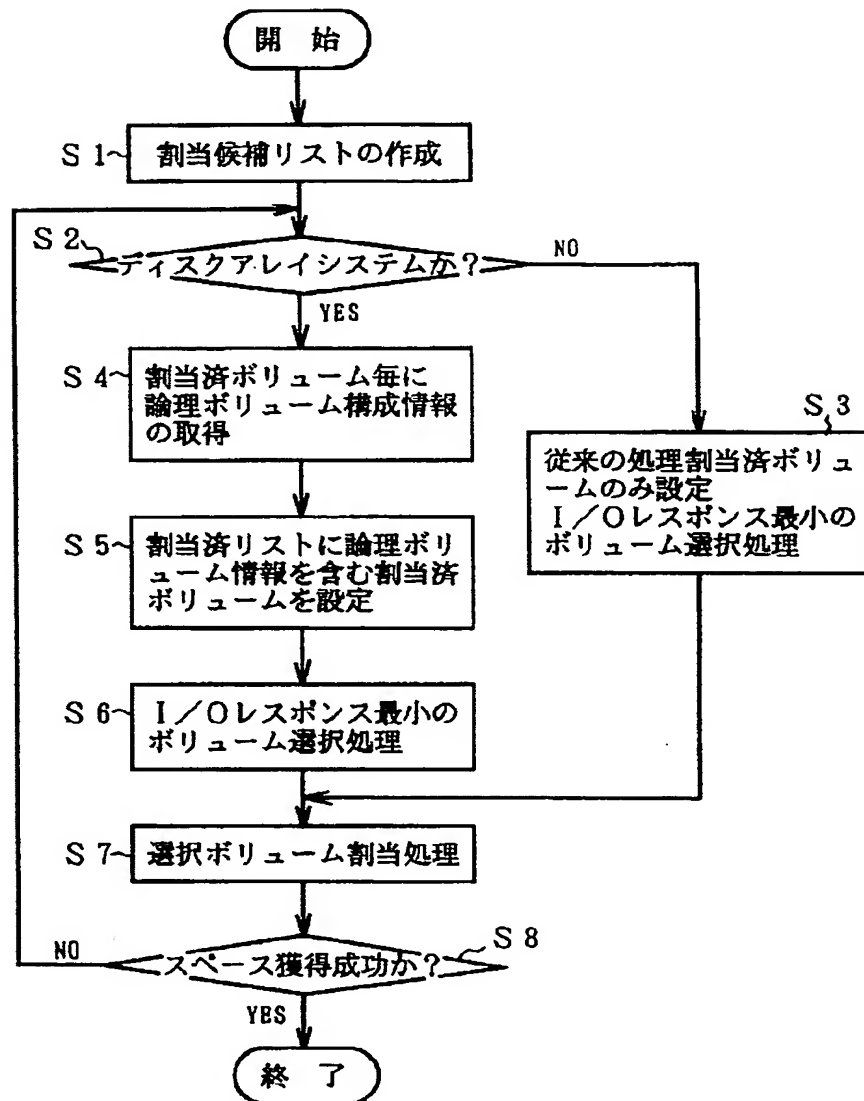 開 始
S1
割当候補リストの作成
S2
ディスクアレイシステムか?
NO
YES
S4
割当済ボリューム毎に
論理ボリューム構成情報
の取得
S3
従来の処理割当済ボリュ
ームのみ設定
I/Oレスポンス最小の
ボリューム選択処理
S5
割当済リストに論理ボリ
ューム情報を含む割当済
ボリュームを設定
S6
I/Oレスポンス最小の
ボリューム選択処理
S7
選択ボリューム割当処理
S8
NO
スペース獲得成功か?
YES
終 了